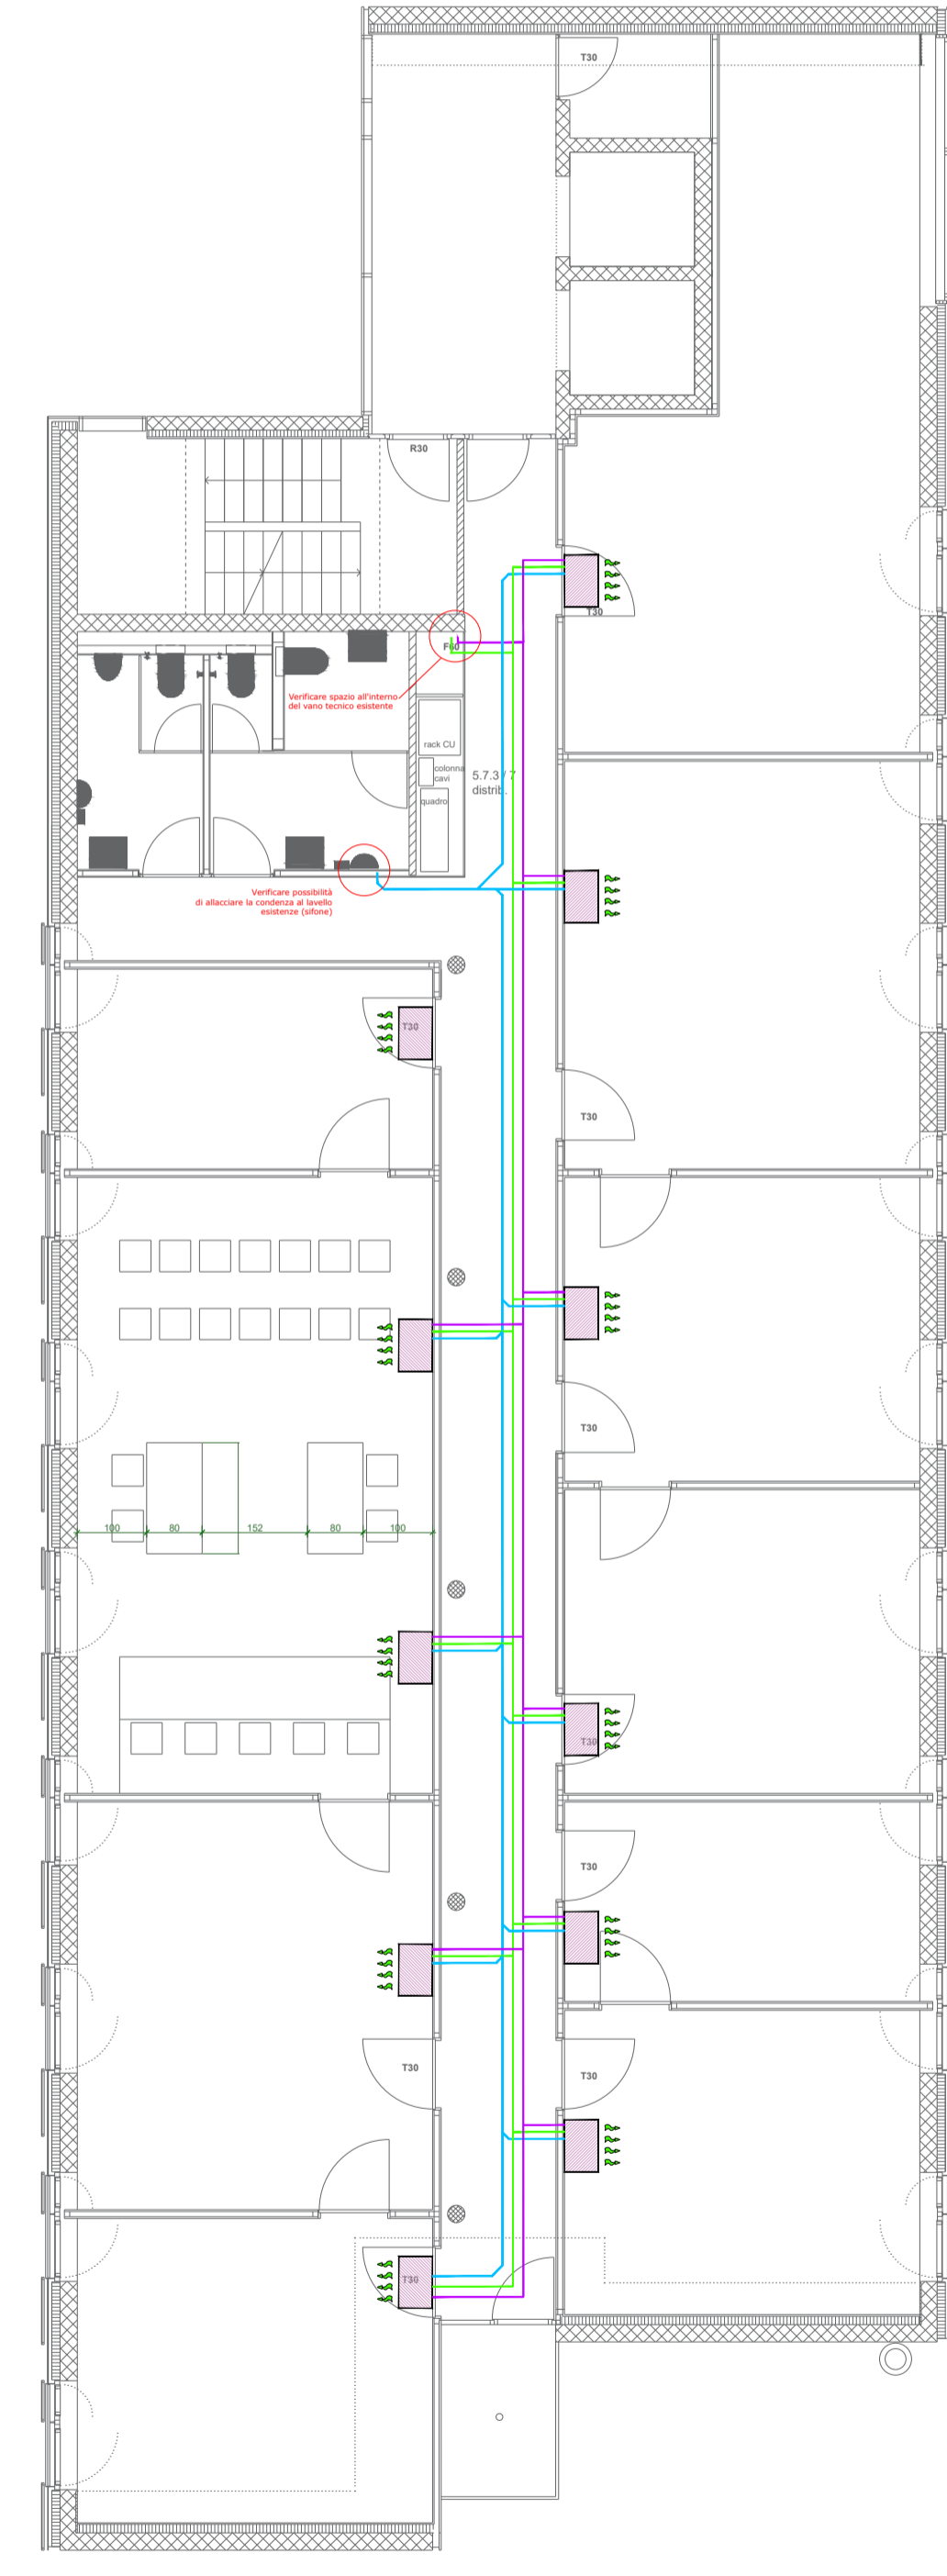 T30
R30
T30
F60
Verificare spazio all'interno
del vano tecnico esistente
rack CU
colonna
cavi
quadro
5.7.3 / 7
distrib.
Verificare possibilità
di allacciare la condenza al lavello
esistenze (sifone)
T30
T30
T30
100
80
152
80
100
T30
T30
T30
T30
T30